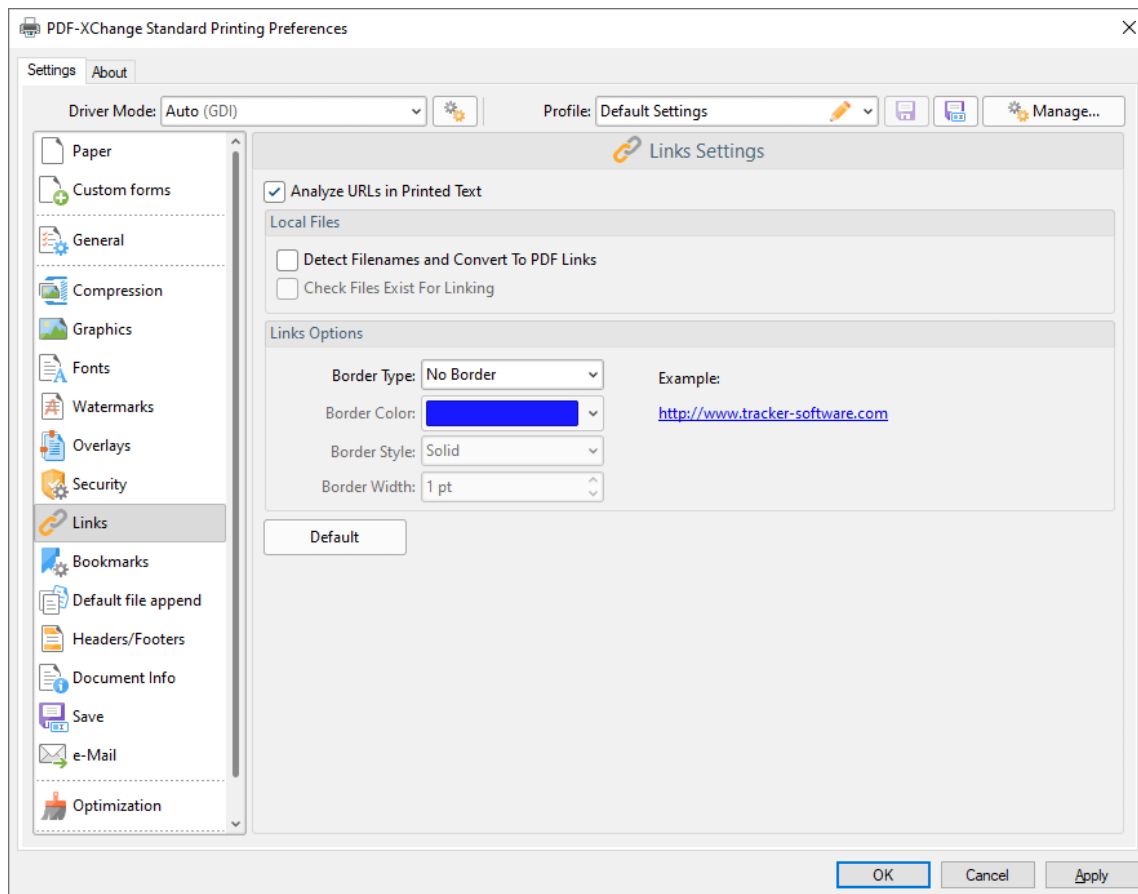 PDF-XChange Standard Printing Preferences
Settings About
Driver Mode: Auto (GDI) Profile: Default Settings Manage...
Paper
Custom forms
General
Compression
Graphics
Fonts
Watermarks
Overlays
Security
Links
Bookmarks
Default file append
Headers/Footers
Document Info
Save
e-Mail
Optimization
Links Settings
Analyze URLs in Printed Text
Local Files
Detect Filenames and Convert To PDF Links
Check Files Exist For Linking
Links Options
Border Type: No Border
Border Color:
Border Style: Solid
Border Width: 1 pt
Example:
http://www.tracker-software.com
Default
OK Cancel Apply